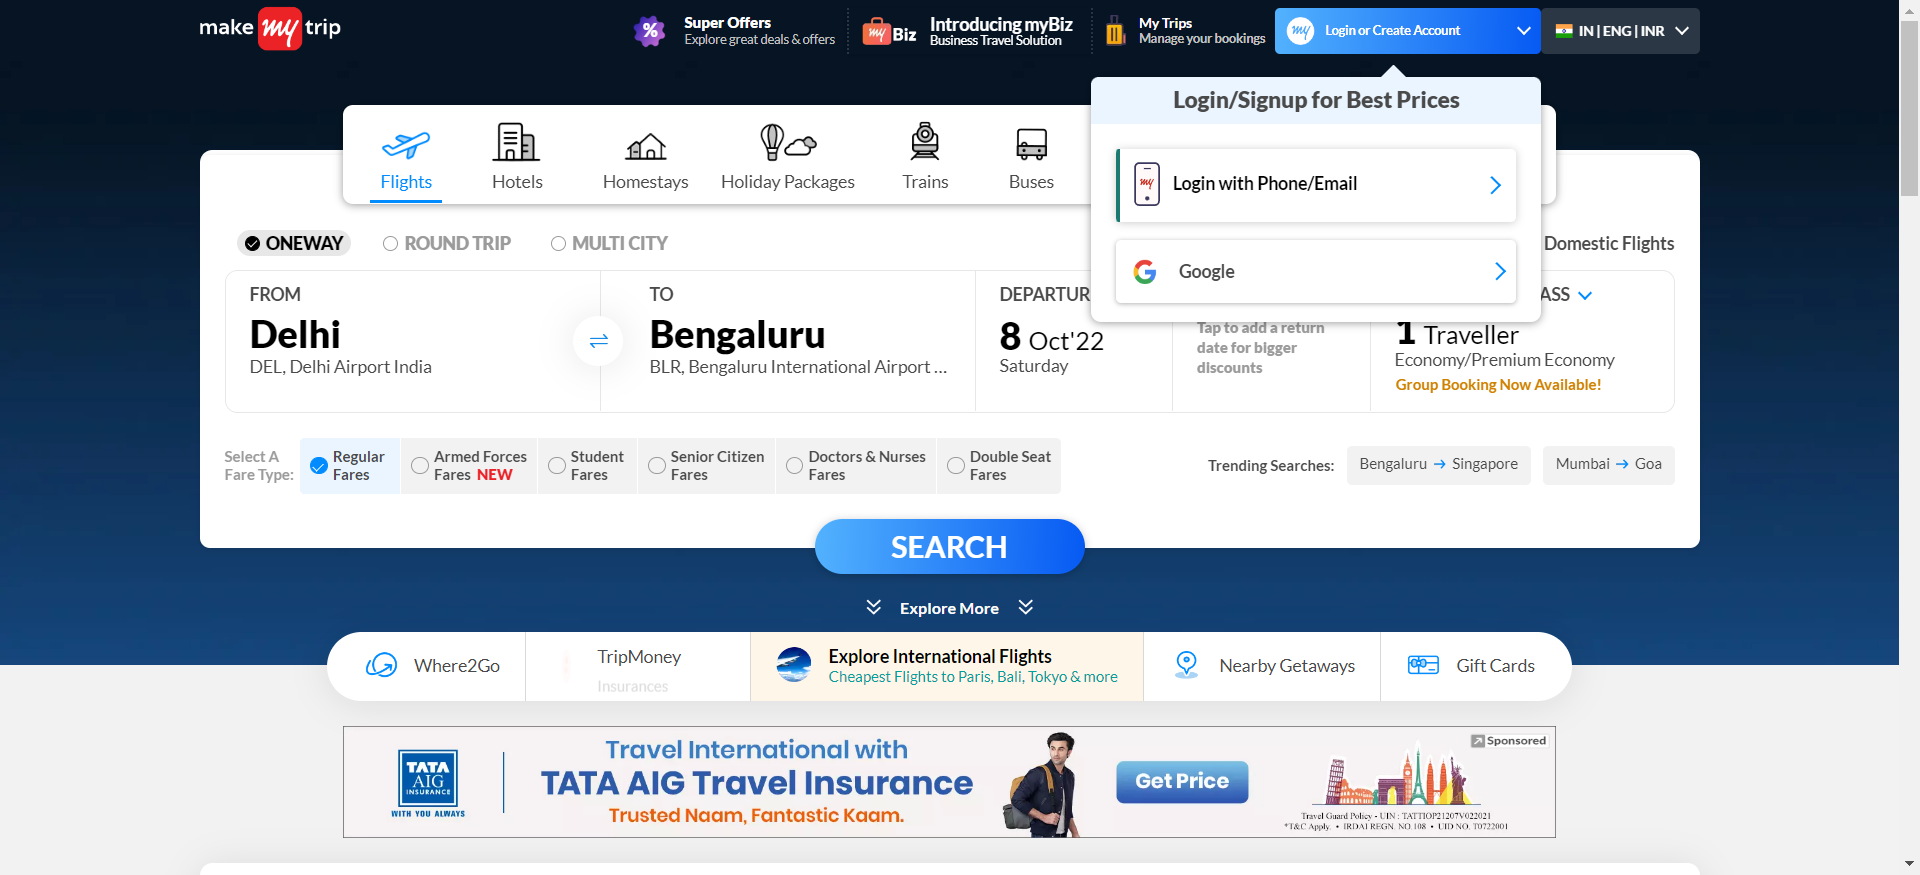 make my trip
Super Offers
Explore great deals & offers
my Biz
Introducing myBiz
Business Travel Solution
My Trips
Manage your bookings
my
Login or Create Account
IN | ENG | INR
Login/Signup for Best Prices
my
Login with Phone/Email
Google
Flights
Hotels
Homestays
Holiday Packages
Trains
Buses
ONEWAY
ROUND TRIP
MULTI CITY
Domestic Flights
FROM
Delhi
DEL, Delhi Airport India
TO
Bengaluru
BLR, Bengaluru International Airport ...
DEPARTUR
8 Oct'22
Saturday
Tap to add a return
date for bigger
discounts
ASS
1 Traveller
Economy/Premium Economy
Group Booking Now Available!
Select A
Fare Type:
Regular
Fares
Armed Forces
Fares NEW
Student
Fares
Senior Citizen
Fares
Doctors & Nurses
Fares
Double Seat
Fares
Trending Searches:
Bengaluru → Singapore
Mumbai → Goa
SEARCH
Explore More
Where2Go
TripMoney
Insurances
Explore International Flights
Cheapest Flights to Paris, Bali, Tokyo & more
Nearby Getaways
Gift Cards
TATA
AIG
INSURANCE
WITH YOU ALWAYS
Travel International with
TATA AIG Travel Insurance
Trusted Naam, Fantastic Kaam.
Get Price
Sponsored
Travel Guard Policy - UIN : TATTIOP21207V022021
*T&C Apply. • IRDAI REGN. NO.108 • UID NO. T0722001